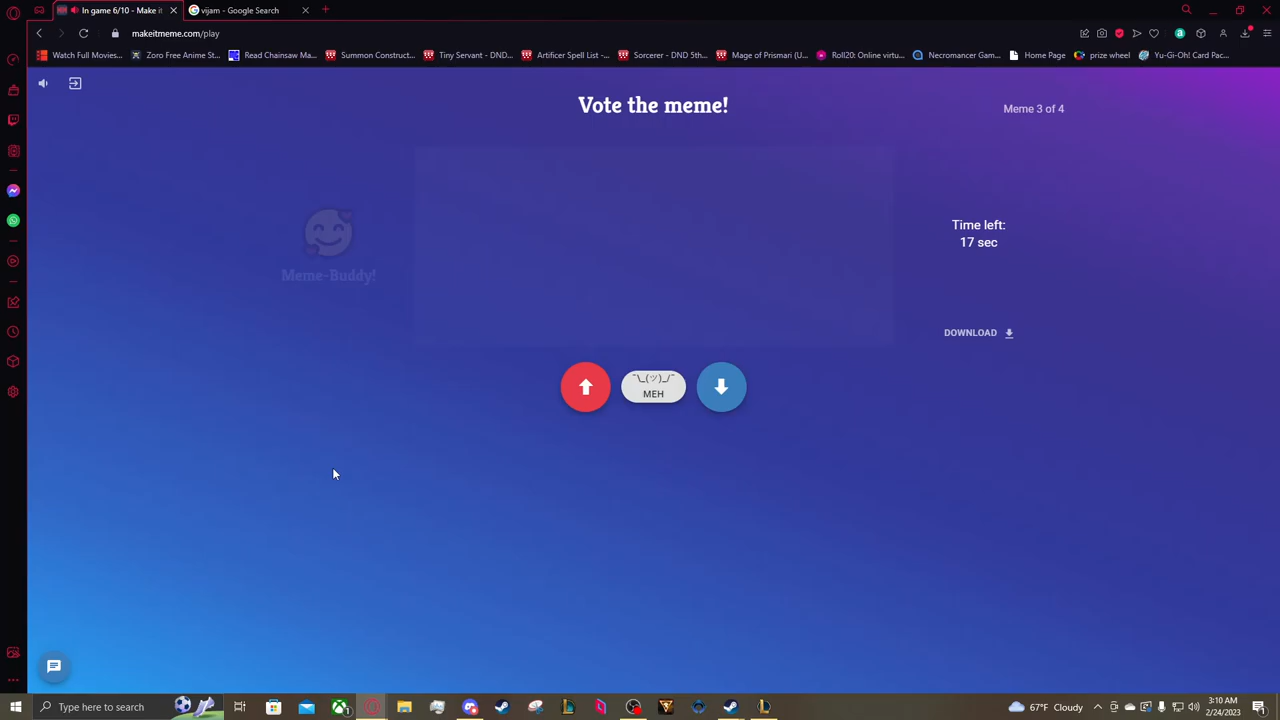 In game 6/10 - Make it
vijam - Google Search
makeitmeme.com/play
Watch Full Movies...
Zoro Free Anime St...
Read Chainsaw Ma...
Summon Construct...
Tiny Servant - DND...
Artificer Spell List -...
Sorcerer - DND 5th...
Mage of Prismari (U...
Roll20: Online virtu...
Necromancer Gam...
Home Page
prize wheel
Yu-Gi-Oh! Card Pac...
Vote the meme!
Meme 3 of 4
Time left:
17 sec
Meme-Buddy!
DOWNLOAD
¯\_(ツ)_/¯
MEH
Type here to search
67°F Cloudy
3:10 AM
2/24/2023